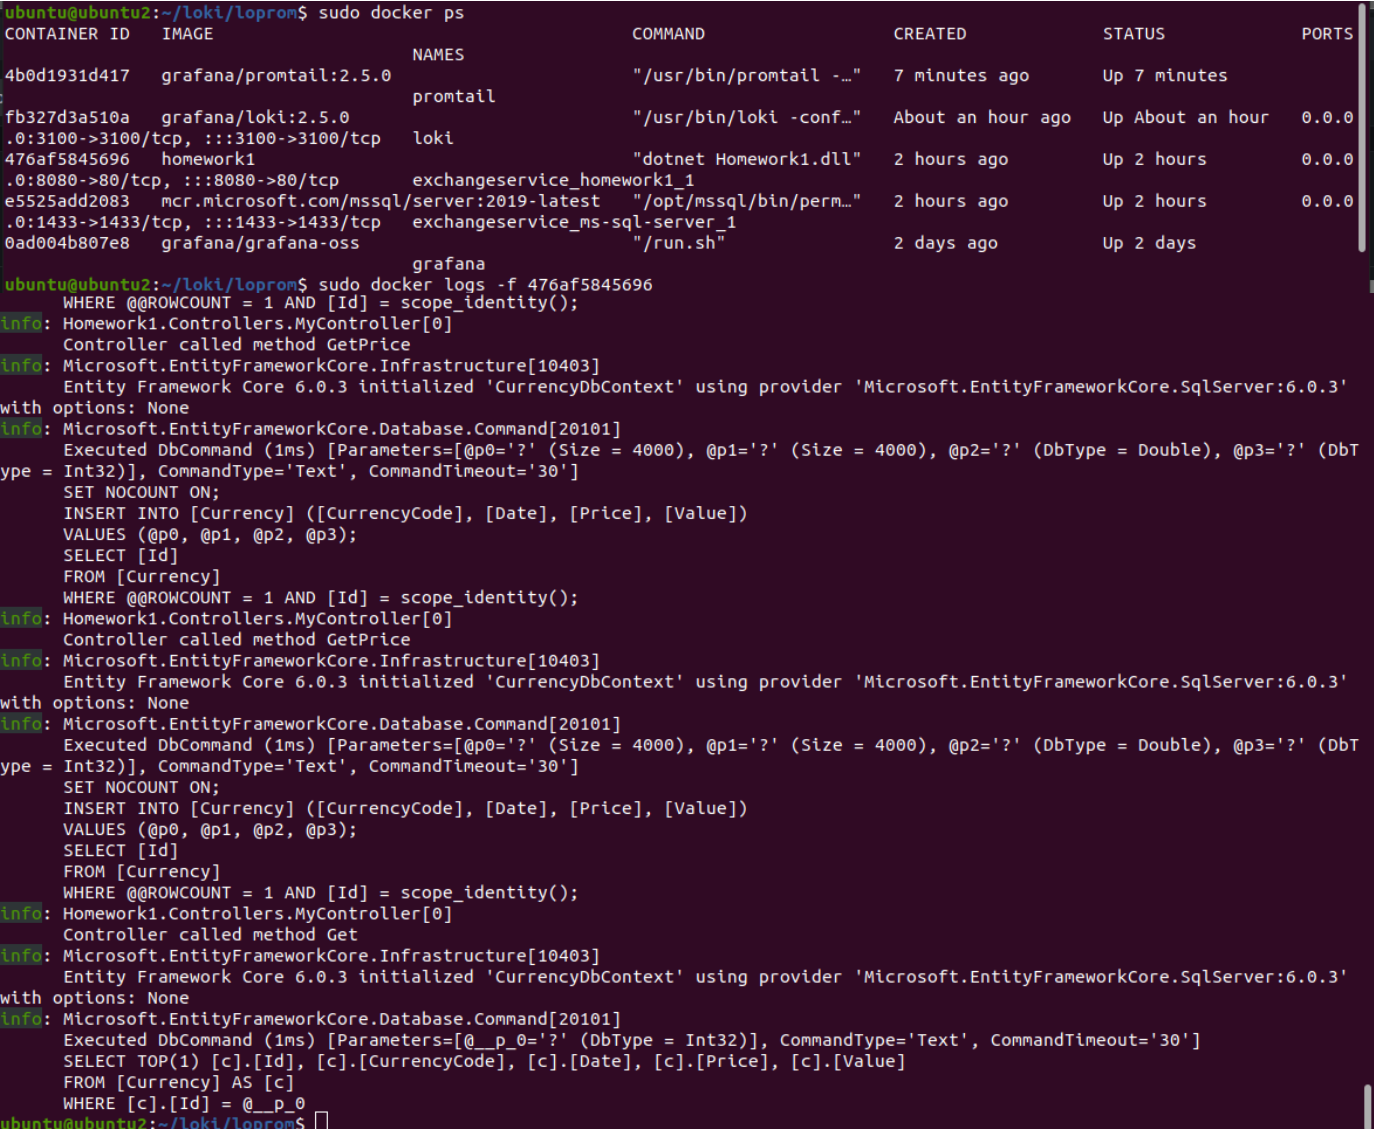 ubuntu@ubuntu2:~/loki/loprom$ sudo docker ps
CONTAINER ID   IMAGE                                        COMMAND                  CREATED             STATUS             PORTS
                                       NAMES
4b0d1931d417   grafana/promtail:2.5.0                       "/usr/bin/promtail -…"   7 minutes ago       Up 7 minutes
                                       promtail
fb327d3a510a   grafana/loki:2.5.0                           "/usr/bin/loki -conf…"   About an hour ago   Up About an hour   0.0.0
.0:3100->3100/tcp, :::3100->3100/tcp   loki
476af5845696   homework1                                    "dotnet Homework1.dll"   2 hours ago         Up 2 hours         0.0.0
.0:8080->80/tcp, :::8080->80/tcp       exchangeservice_homework1_1
e5525add2083   mcr.microsoft.com/mssql/server:2019-latest   "/opt/mssql/bin/perm…"   2 hours ago         Up 2 hours         0.0.0
.0:1433->1433/tcp, :::1433->1433/tcp   exchangeservice_ms-sql-server_1
0ad004b807e8   grafana/grafana-oss                          "/run.sh"                2 days ago          Up 2 days
                                       grafana
ubuntu@ubuntu2:~/loki/loprom$ sudo docker logs -f 476af5845696
      WHERE @@ROWCOUNT = 1 AND [Id] = scope_identity();
info: Homework1.Controllers.MyController[0]
      Controller called method GetPrice
info: Microsoft.EntityFrameworkCore.Infrastructure[10403]
      Entity Framework Core 6.0.3 initialized 'CurrencyDbContext' using provider 'Microsoft.EntityFrameworkCore.SqlServer:6.0.3'
with options: None
info: Microsoft.EntityFrameworkCore.Database.Command[20101]
      Executed DbCommand (1ms) [Parameters=[@p0='?' (Size = 4000), @p1='?' (Size = 4000), @p2='?' (DbType = Double), @p3='?' (DbT
ype = Int32)], CommandType='Text', CommandTimeout='30']
      SET NOCOUNT ON;
      INSERT INTO [Currency] ([CurrencyCode], [Date], [Price], [Value])
      VALUES (@p0, @p1, @p2, @p3);
      SELECT [Id]
      FROM [Currency]
      WHERE @@ROWCOUNT = 1 AND [Id] = scope_identity();
info: Homework1.Controllers.MyController[0]
      Controller called method GetPrice
info: Microsoft.EntityFrameworkCore.Infrastructure[10403]
      Entity Framework Core 6.0.3 initialized 'CurrencyDbContext' using provider 'Microsoft.EntityFrameworkCore.SqlServer:6.0.3'
with options: None
info: Microsoft.EntityFrameworkCore.Database.Command[20101]
      Executed DbCommand (1ms) [Parameters=[@p0='?' (Size = 4000), @p1='?' (Size = 4000), @p2='?' (DbType = Double), @p3='?' (DbT
ype = Int32)], CommandType='Text', CommandTimeout='30']
      SET NOCOUNT ON;
      INSERT INTO [Currency] ([CurrencyCode], [Date], [Price], [Value])
      VALUES (@p0, @p1, @p2, @p3);
      SELECT [Id]
      FROM [Currency]
      WHERE @@ROWCOUNT = 1 AND [Id] = scope_identity();
info: Homework1.Controllers.MyController[0]
      Controller called method Get
info: Microsoft.EntityFrameworkCore.Infrastructure[10403]
      Entity Framework Core 6.0.3 initialized 'CurrencyDbContext' using provider 'Microsoft.EntityFrameworkCore.SqlServer:6.0.3'
with options: None
info: Microsoft.EntityFrameworkCore.Database.Command[20101]
      Executed DbCommand (1ms) [Parameters=[@__p_0='?' (DbType = Int32)], CommandType='Text', CommandTimeout='30']
      SELECT TOP(1) [c].[Id], [c].[CurrencyCode], [c].[Date], [c].[Price], [c].[Value]
      FROM [Currency] AS [c]
      WHERE [c].[Id] = @__p_0
ubuntu@ubuntu2:~/loki/loprom$